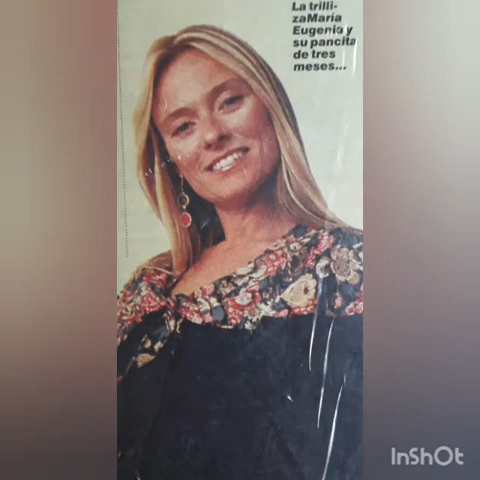 La trilli-
zaMaría
Eugenia y
su pancita
de tres
meses...
InShOt